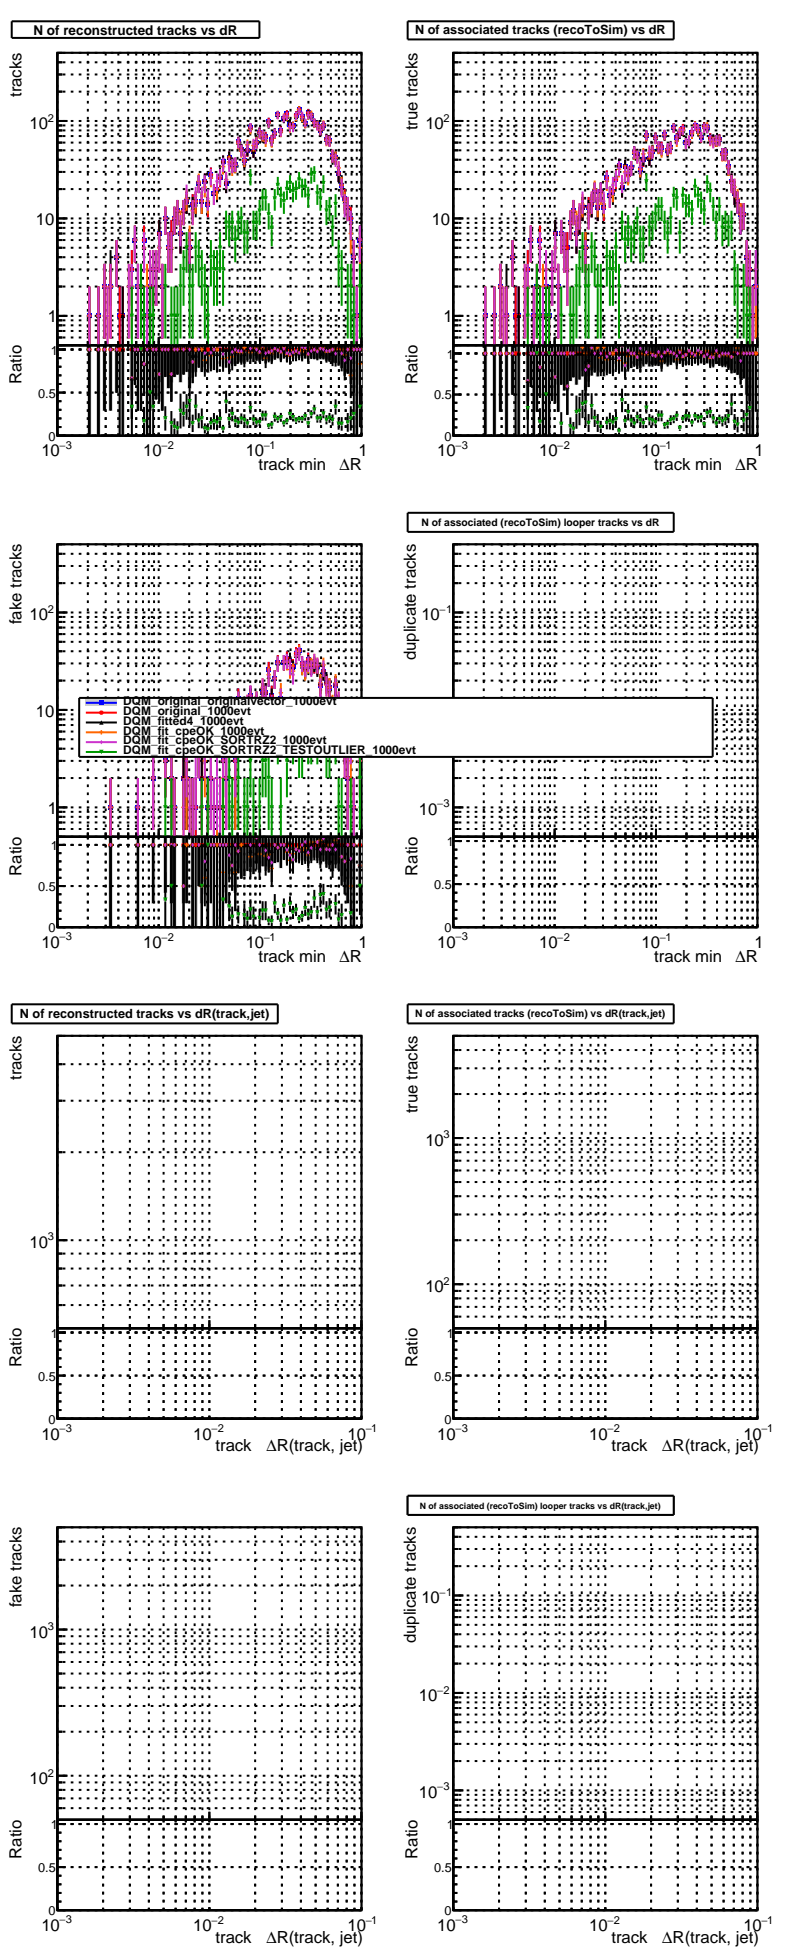 N of reconstructed tracks vs dR
tracks
10²
10
1
Ratio
1
0.5
0
10⁻³
10⁻²
10⁻¹
1
track min ΔR
N of associated tracks (recoToSim) vs dR
true tracks
10²
10
1
Ratio
1
0.5
0
10⁻³
10⁻²
10⁻¹
1
track min ΔR
fake tracks
10²
10
1
Ratio
1
0.5
0
10⁻³
10⁻²
10⁻¹
1
track min ΔR
N of associated (recoToSim) looper tracks vs dR
duplicate tracks
10⁻¹
10⁻³
Ratio
1
0.5
0
10⁻³
10⁻²
10⁻¹
1
track min ΔR
DQM_original_originalvector_1000evt
DQM_original_1000evt
DQM_fitted4_1000evt
DQM_fit_cpeOK_1000evt
DQM_fit_cpeOK_SORTRZ2_1000evt
DQM_fit_cpeOK_SORTRZ2_TESTOUTLIER_1000evt
N of reconstructed tracks vs dR(track,jet)
tracks
10³
Ratio
1
0.5
0
10⁻³
10⁻²
10⁻¹
track ΔR(track, jet)
N of associated tracks (recoToSim) vs dR(track,jet)
true tracks
10³
10²
Ratio
1
0.5
0
10⁻³
10⁻²
10⁻¹
track ΔR(track, jet)
fake tracks
10³
10²
Ratio
1
0.5
0
10⁻³
10⁻²
10⁻¹
track ΔR(track, jet)
N of associated (recoToSim) looper tracks vs dR(track,jet)
duplicate tracks
10⁻¹
10⁻²
10⁻³
Ratio
1
0.5
0
10⁻³
10⁻²
10⁻¹
track ΔR(track, jet)